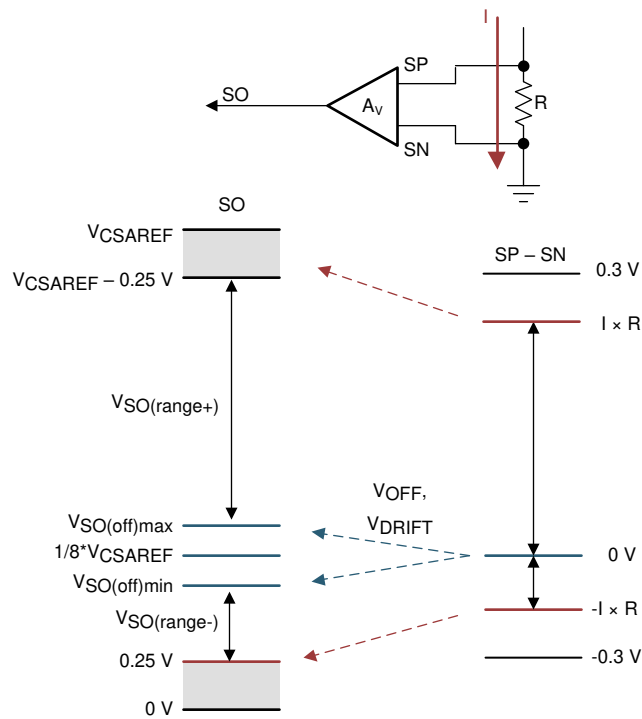 I
SP
SO
A_V
R
SN
SO
V_CSAREF
SP – SN
0.3 V
V_CSAREF – 0.25 V
I × R
V_SO(range+)
V_OFF,
V_DRIFT
V_SO(off)max
1/8*V_CSAREF
0 V
V_SO(off)min
-I × R
V_SO(range-)
0.25 V
-0.3 V
0 V